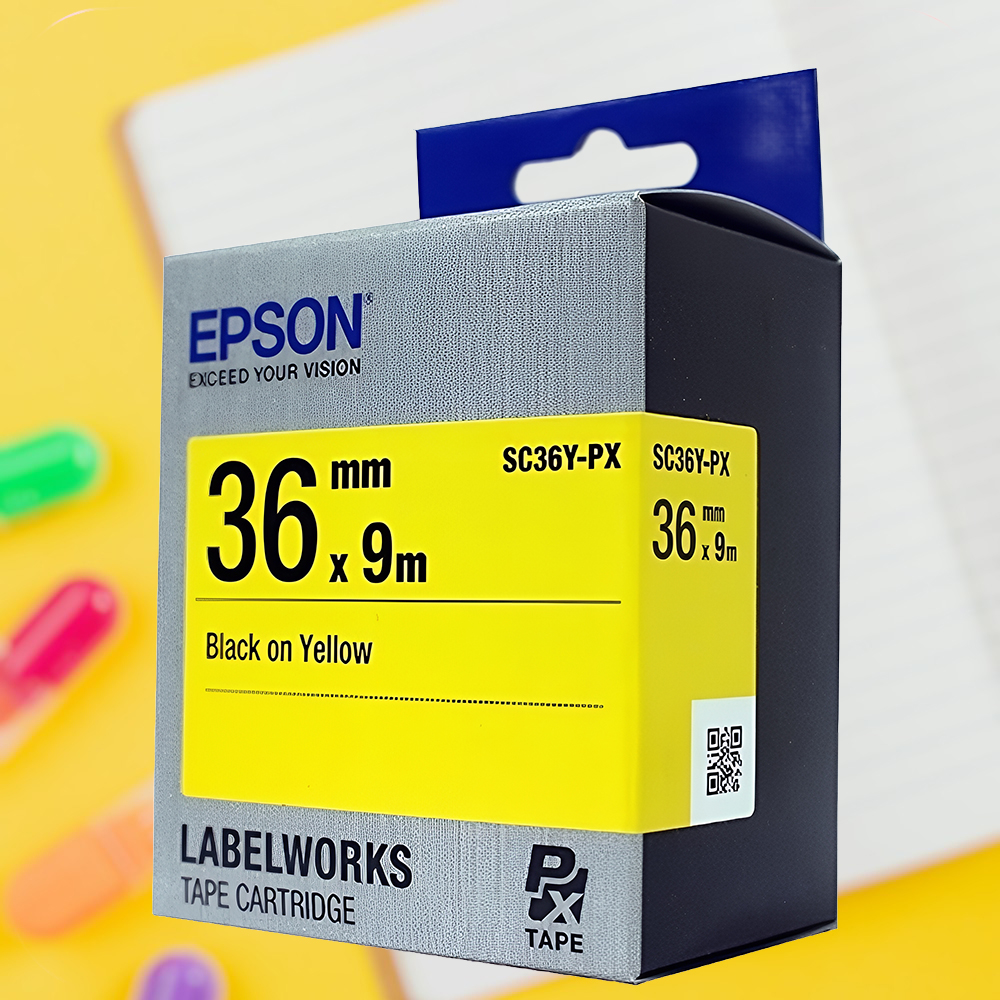 EPSON®
EXCEED YOUR VISION
36 mm x 9m
SC36Y-PX
Black on Yellow
LABELWORKS
TAPE CARTRIDGE
PX
TAPE
SC36Y-PX
36 mm x 9m